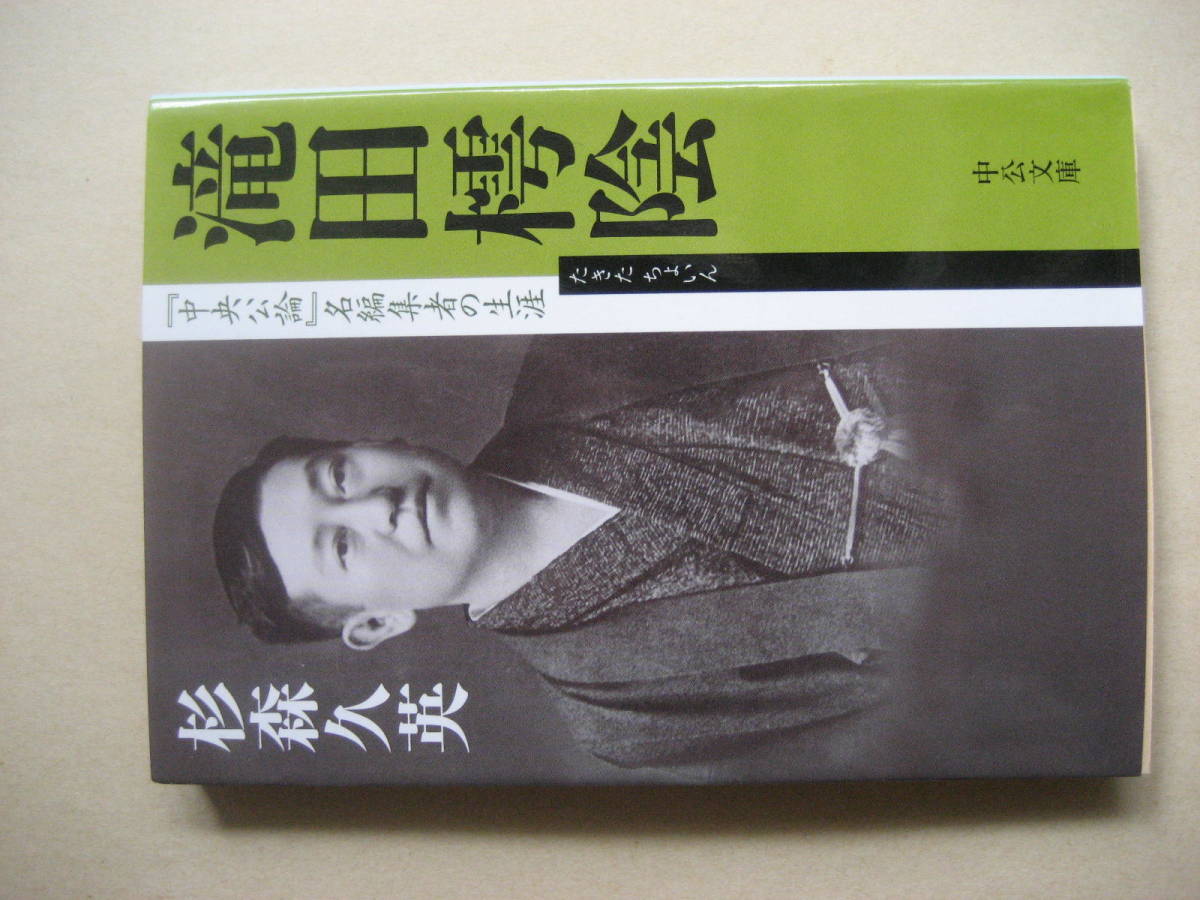 滝田樗陰
たきた ちょいん
『中央公論』名編集者の生涯
杉森久英
中公文庫